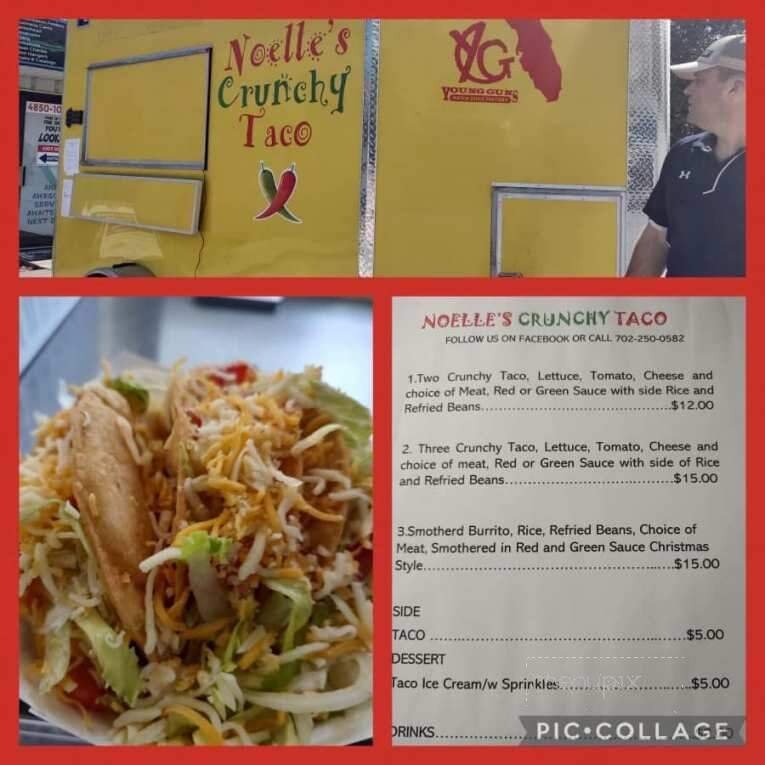 Noelle's
Crunchy
Taco
YG
YOUNG GUNS
4850-10
LOOK
NOELLE'S CRUNCHY TACO
FOLLOW US ON FACEBOOK OR CALL 702-250-0582
1.Two Crunchy Taco, Lettuce, Tomato, Cheese and
choice of Meat, Red or Green Sauce with side Rice and
Refried Beans..............................$12.00
2. Three Crunchy Taco, Lettuce, Tomato, Cheese and
choice of meat, Red or Green Sauce with side of Rice
and Refried Beans..........................$15.00
3.Smotherd Burrito, Rice, Refried Beans, Choice of
Meat, Smothered in Red and Green Sauce Christmas
Style.......................................$15.00
SIDE
TACO ........................................$5.00
DESSERT
Taco Ice Cream/w Sprinkles.....................$5.00
DRINKS...
PIC•COLLAGE